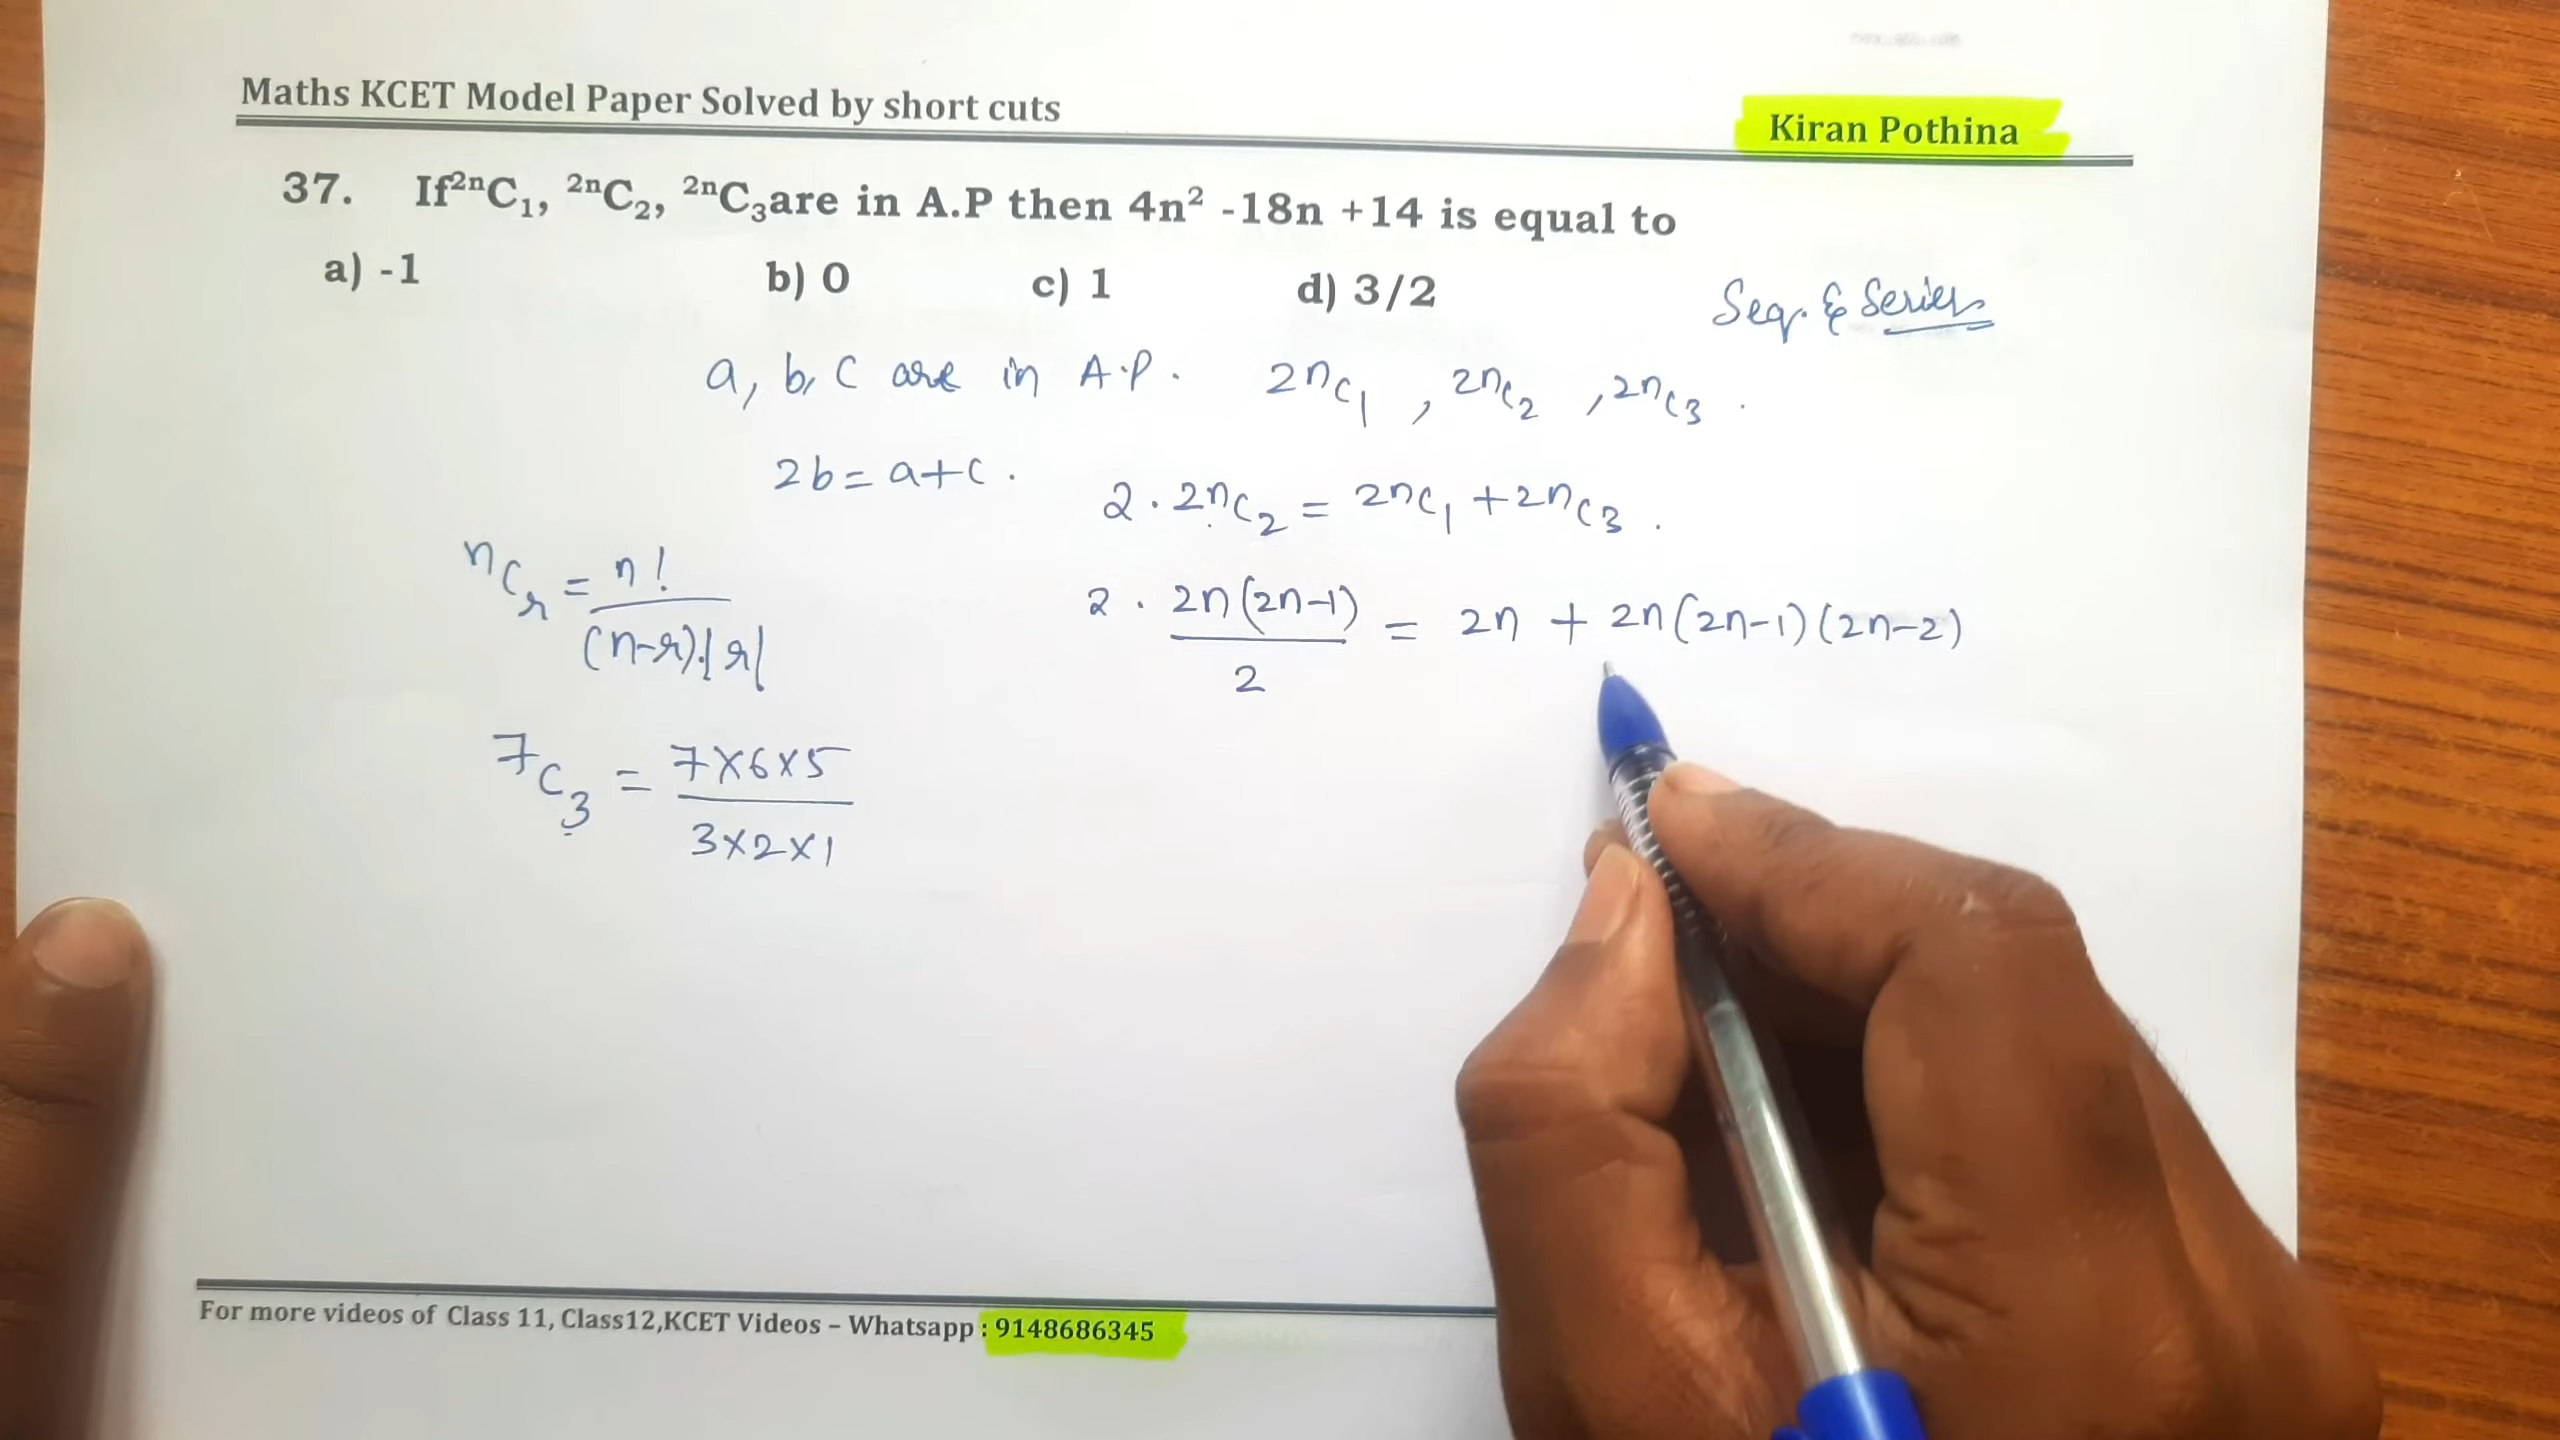 Maths KCET Model Paper Solved by short cuts
Kiran Pothina
37. If ²ⁿC₁, ²ⁿC₂, ²ⁿC₃are in A.P then 4n² -18n +14 is equal to
a) -1 b) 0 c) 1 d) 3/2
Seq. & Series
a, b, c are in A.P. 2nC₁ , 2nC₂ , 2nC₃ .
2b = a+c .
2 . 2nC₂ = 2nC₁ + 2nC₃ .
nCr = n! / (n-r)! r!
2 . 2n(2n-1) / 2 = 2n + 2n(2n-1)(2n-2)
7C₃ = 7×6×5 / 3×2×1
For more videos of Class 11, Class12,KCET Videos – Whatsapp : 9148686345